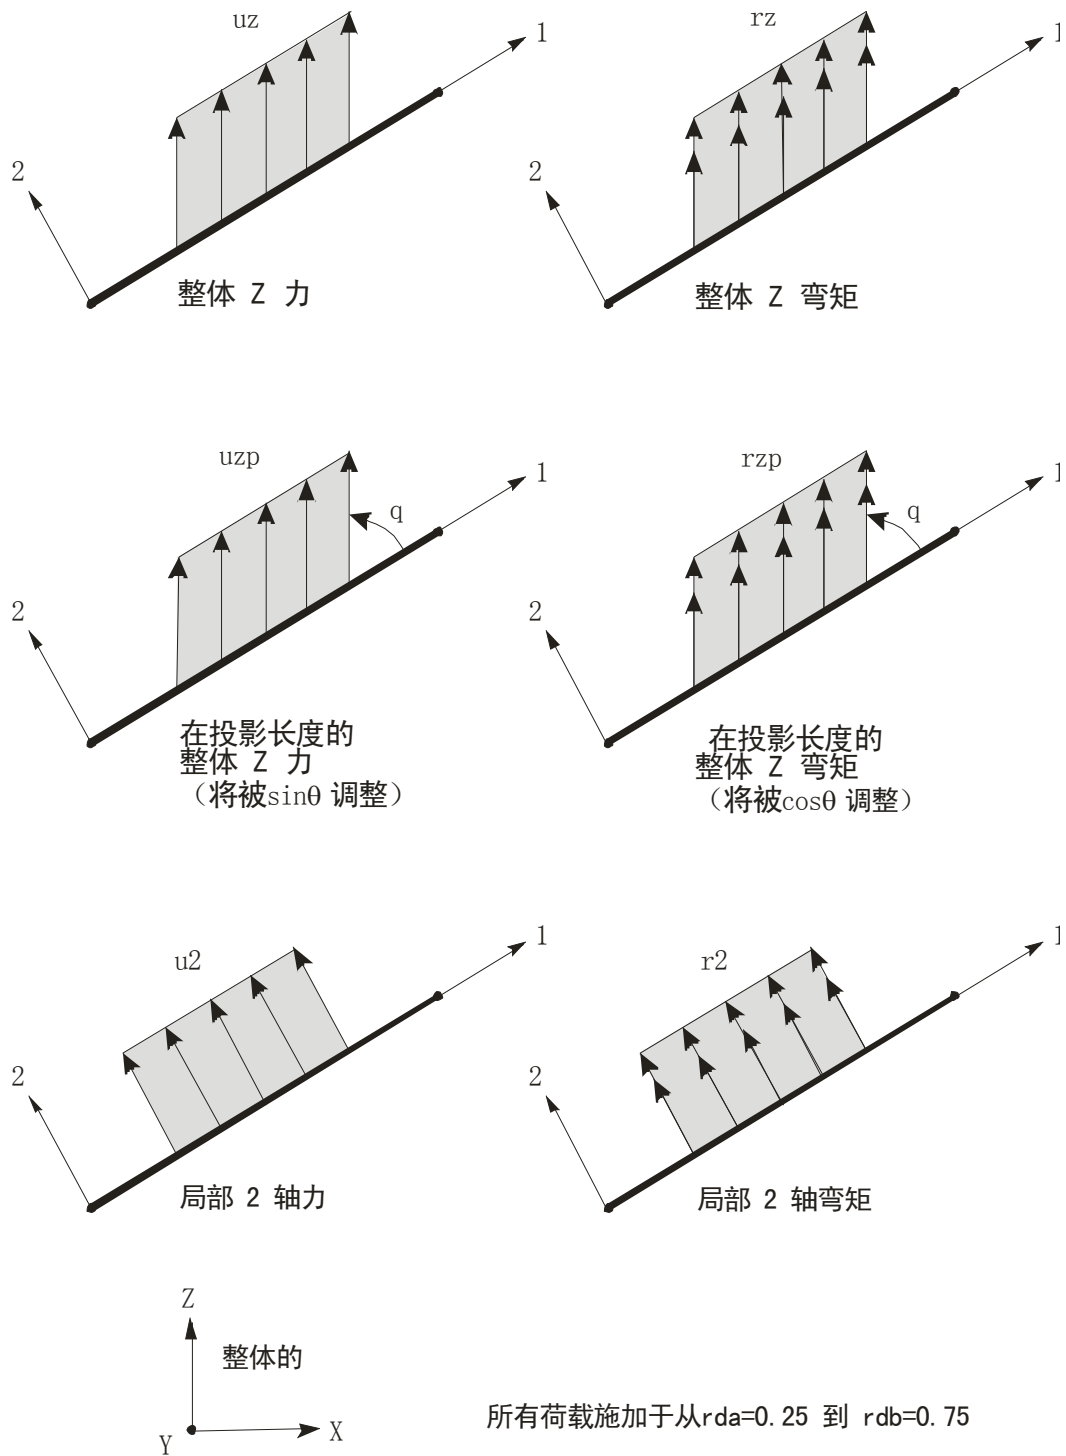 uz
1
2
整体 Z 力
rz
1
2
整体 Z 弯矩
uzp
q
1
2
在投影长度的
整体 Z 力
（将被sinθ 调整）
rzp
q
1
2
在投影长度的
整体 Z 弯矩
（将被cosθ 调整）
u2
1
2
局部 2 轴力
r2
1
2
局部 2 轴弯矩
Z
整体的
Y
X
所有荷载施加于从rda=0.25 到 rdb=0.75